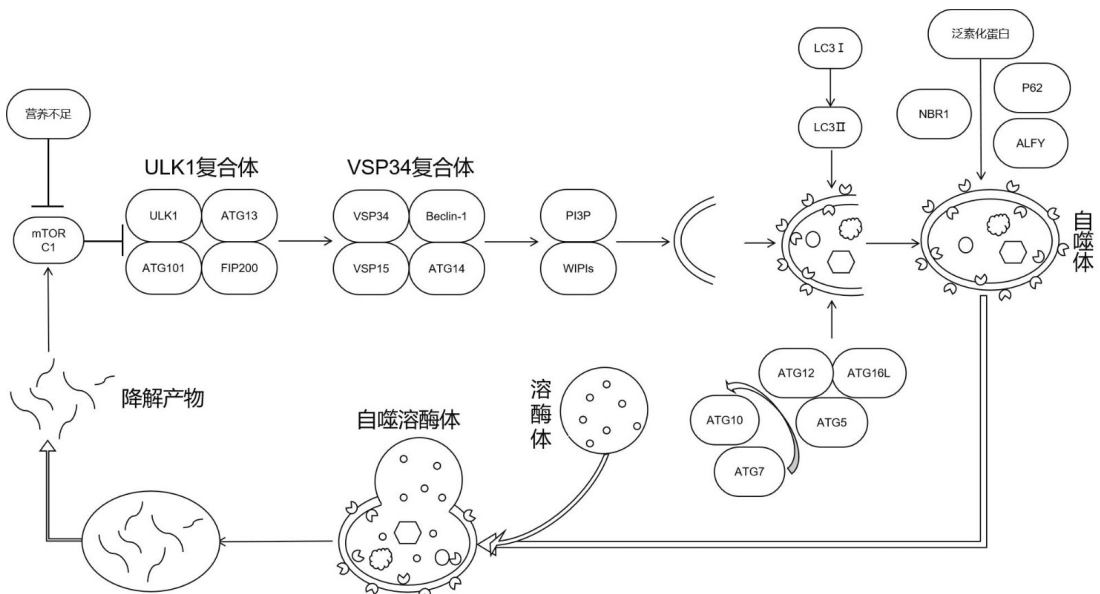 营养不足
mTOR
C1
ULK1复合体
ULK1
ATG13
ATG101
FIP200
VSP34复合体
VSP34
Beclin-1
VSP15
ATG14
PI3P
WIPIs
LC3 I
LC3II
泛素化蛋白
NBR1
P62
ALFY
自噬体
ATG12
ATG16L
ATG5
ATG10
ATG7
溶酶体
自噬溶酶体
降解产物